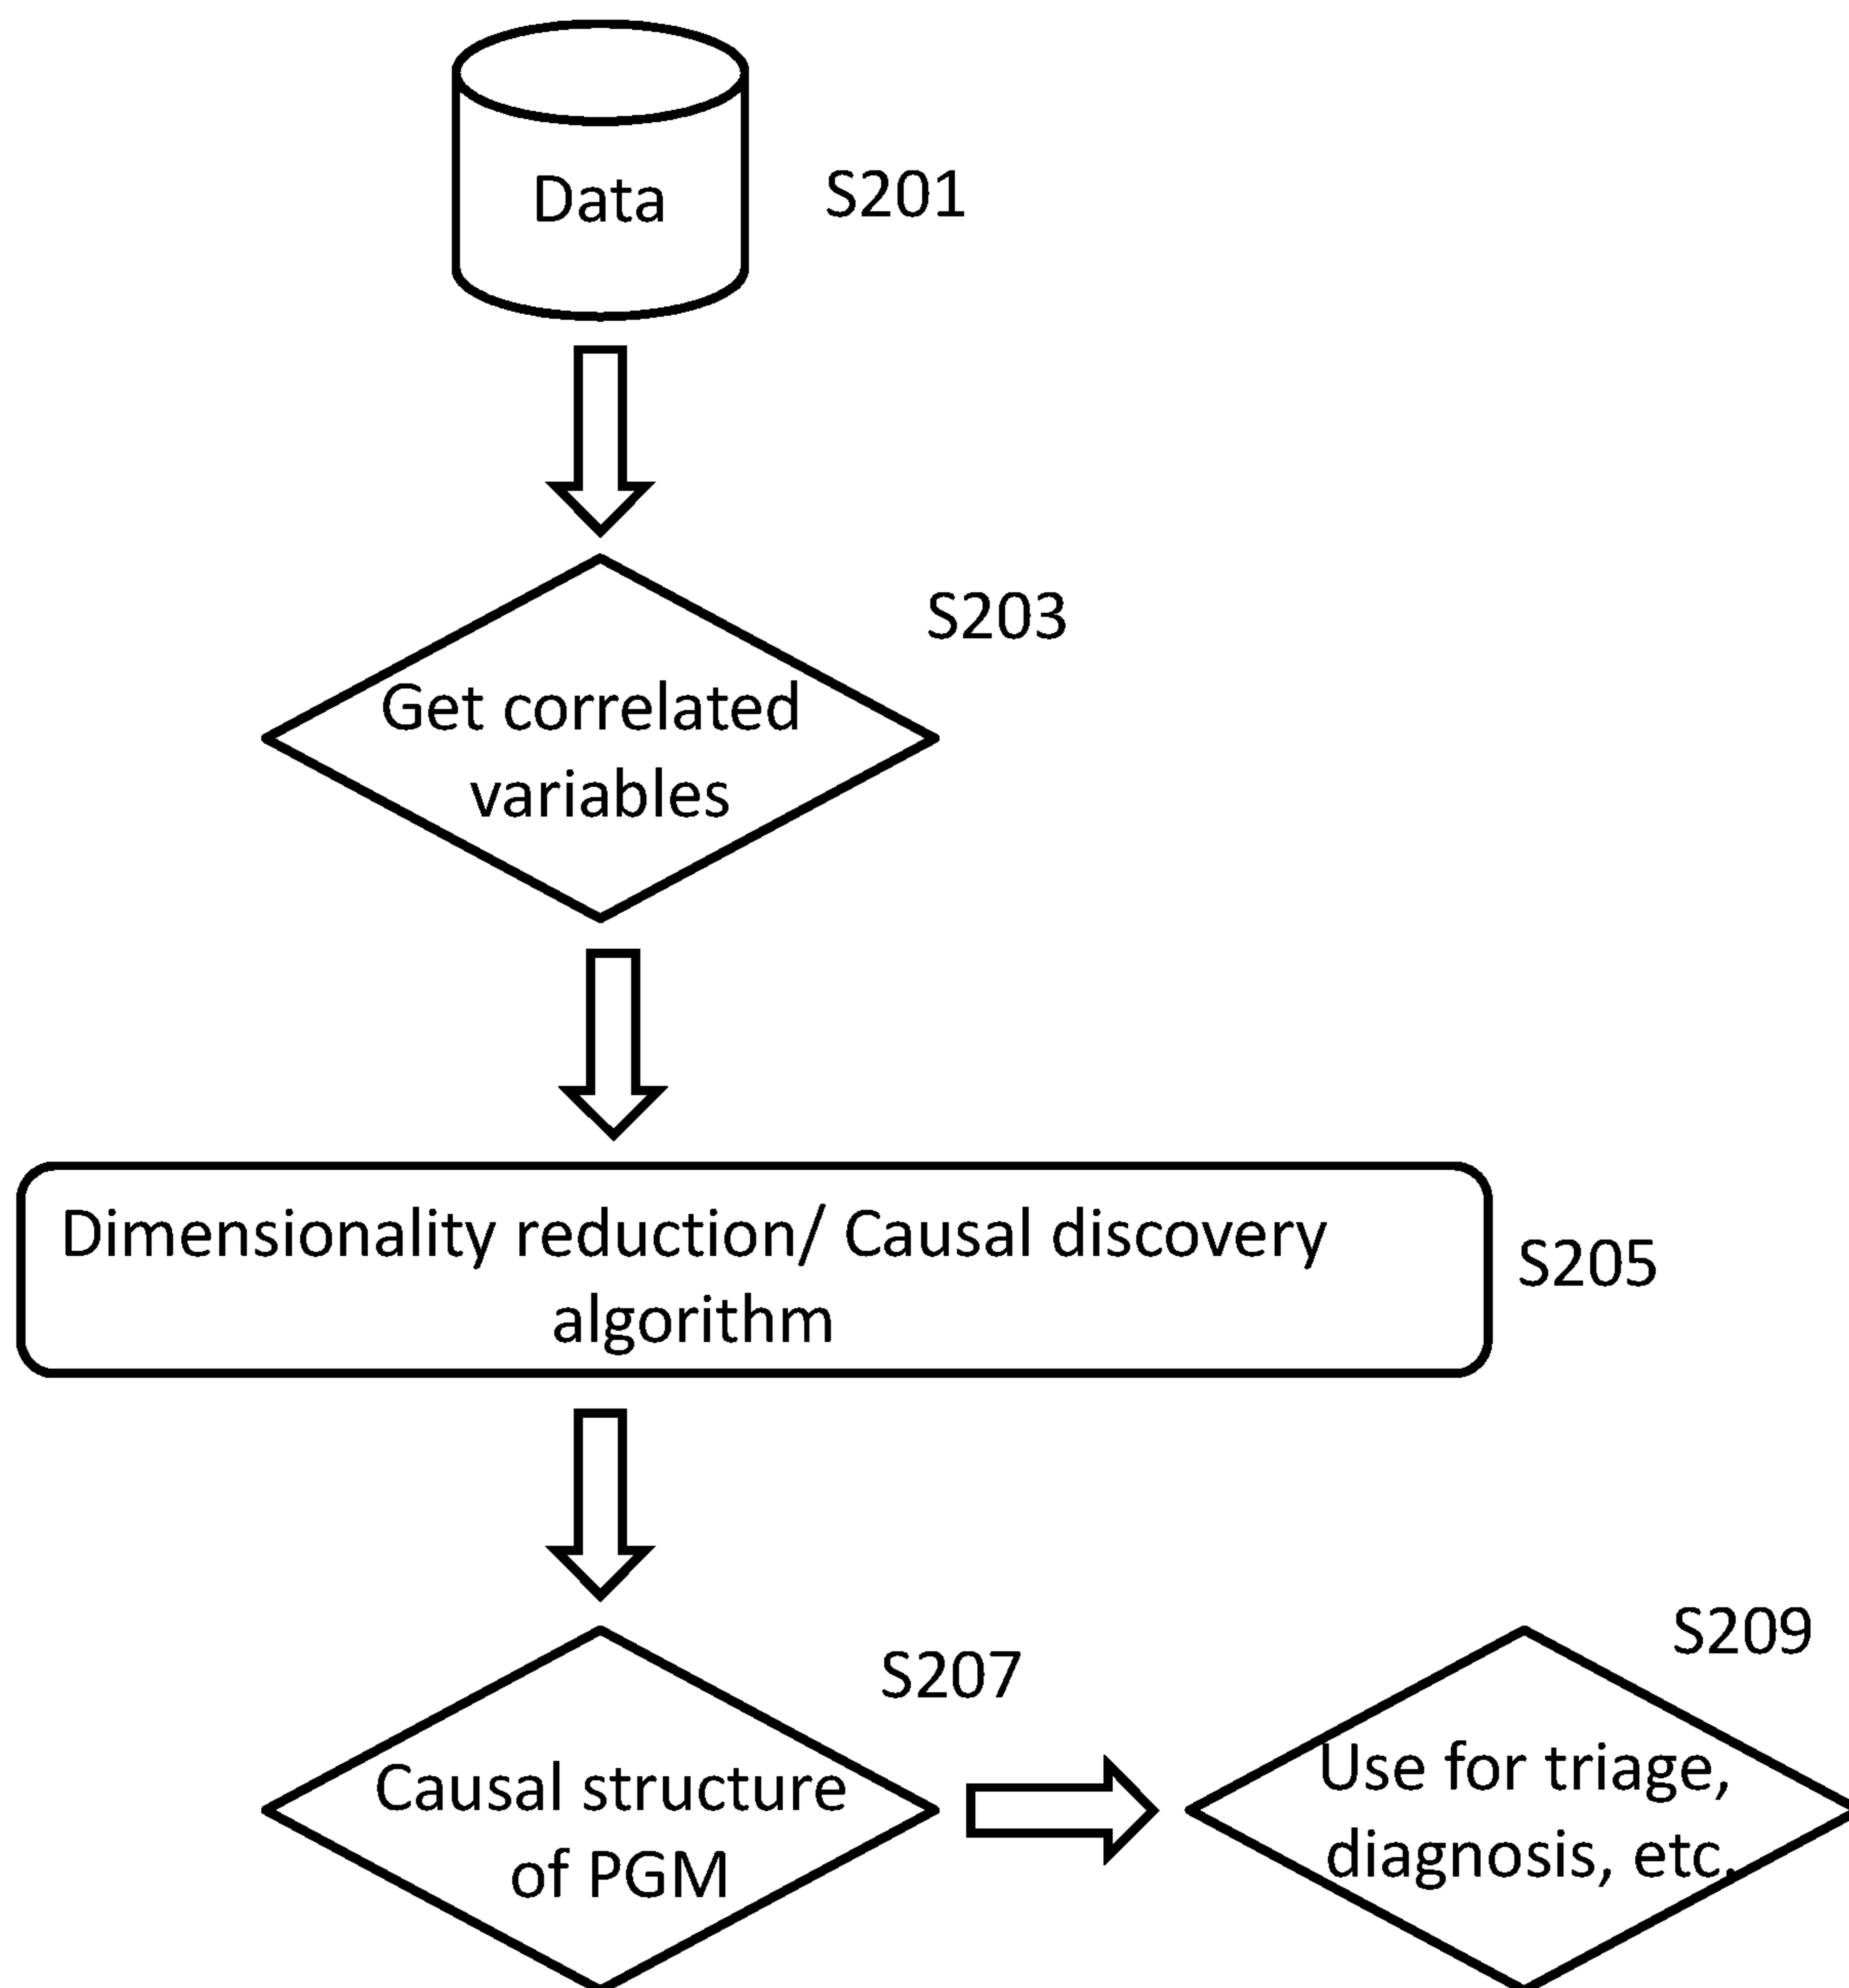 Data
S201
S203
Get correlated
variables
Dimensionality reduction/ Causal discovery
algorithm
S205
S207
Causal structure
of PGM
S209
Use for triage,
diagnosis, etc.